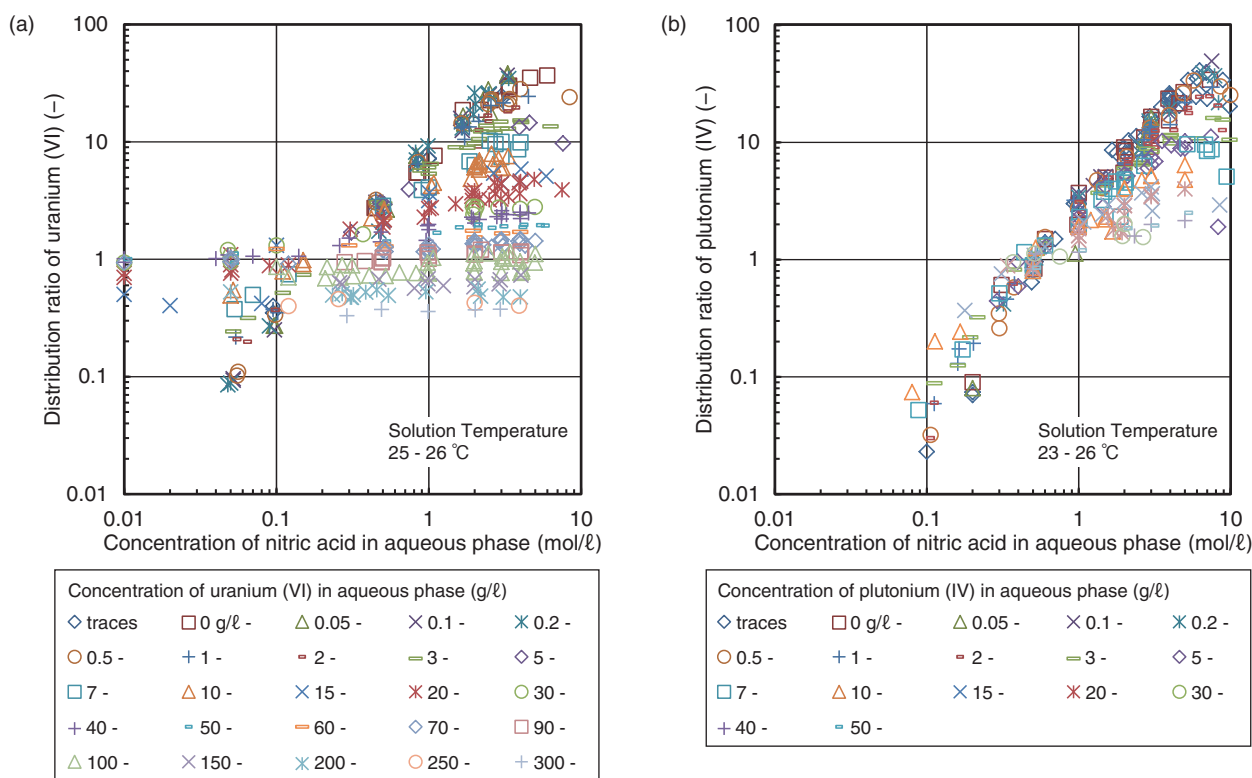 (a)
100
10
1
0.1
0.01
Distribution ratio of uranium (VI) (−)
Solution Temperature
25 - 26 °C
0.01 0.1 1 10
Concentration of nitric acid in aqueous phase (mol/ℓ)
Concentration of uranium (VI) in aqueous phase (g/ℓ)
traces 0 g/ℓ - 0.05 - 0.1 - 0.2 -
0.5 - 1 - 2 - 3 - 5 -
7 - 10 - 15 - 20 - 30 -
40 - 50 - 60 - 70 - 90 -
100 - 150 - 200 - 250 - 300 -
(b)
100
10
1
0.1
0.01
Distribution ratio of plutonium (IV) (−)
Solution Temperature
23 - 26 °C
0.01 0.1 1 10
Concentration of nitric acid in aqueous phase (mol/ℓ)
Concentration of plutonium (IV) in aqueous phase (g/ℓ)
traces 0 g/ℓ - 0.05 - 0.1 - 0.2 -
0.5 - 1 - 2 - 3 - 5 -
7 - 10 - 15 - 20 - 30 -
40 - 50 -